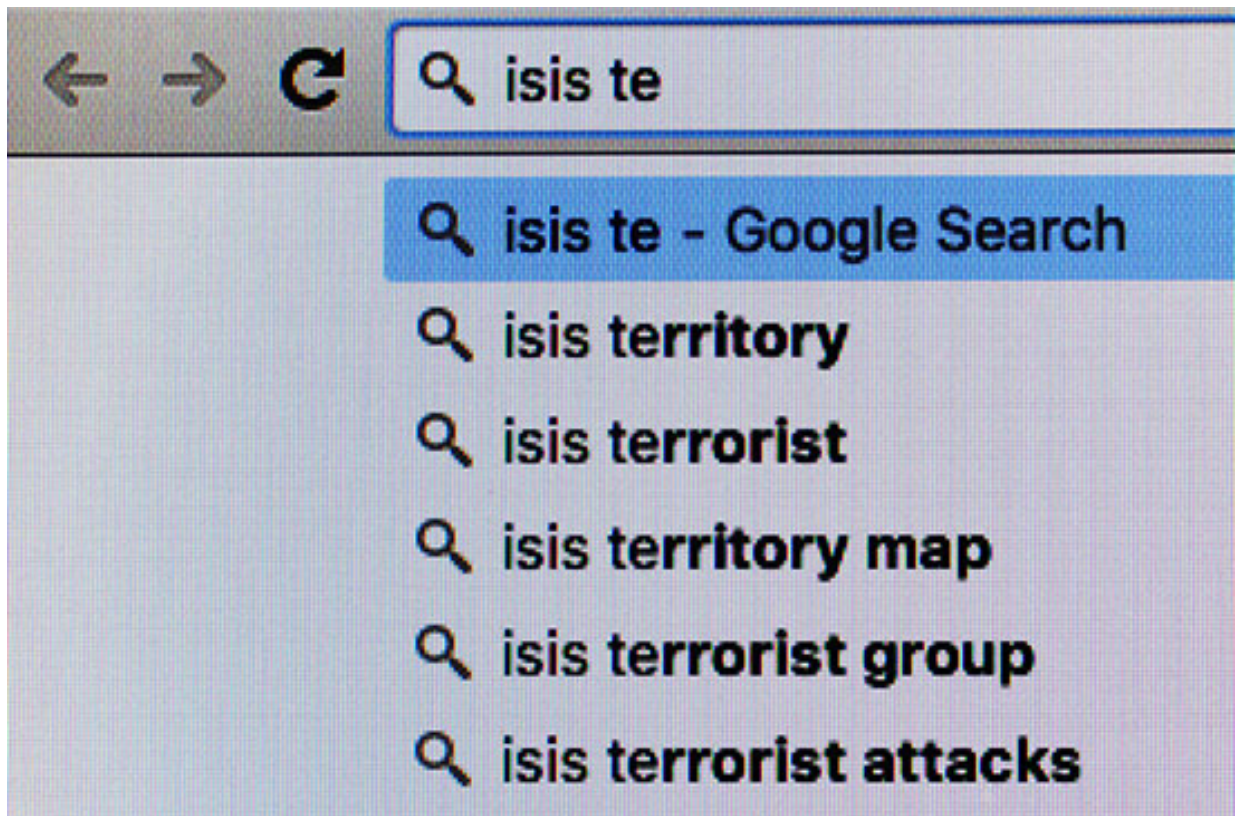 isis te
isis te - Google Search
isis territory
isis terrorist
isis territory map
isis terrorist group
isis terrorist attacks